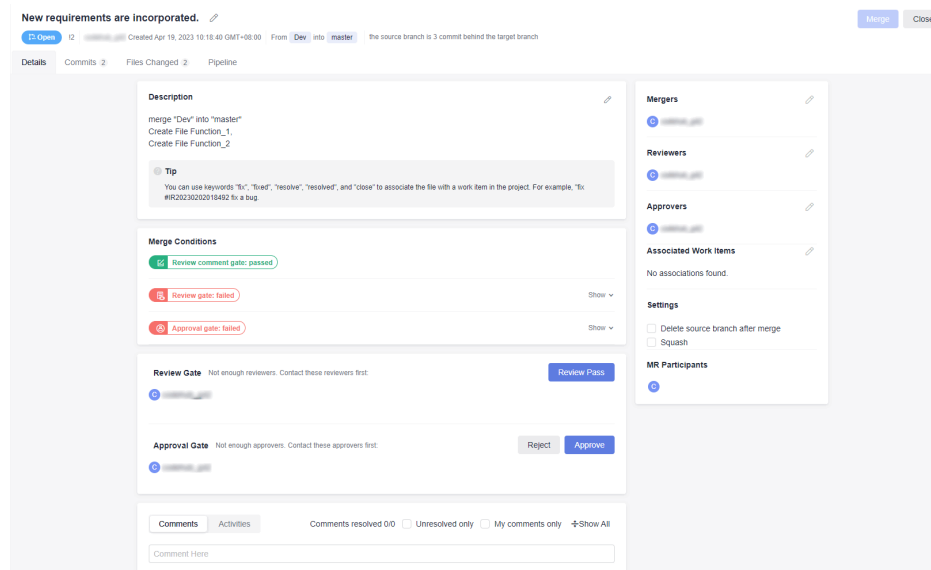 New requirements are incorporated.
Merge
Close
Open !2 Created Apr 19, 2023 10:18:40 GMT+08:00 From Dev into master the source branch is 3 commit behind the target branch
Details Commits 2 Files Changed 2 Pipeline
Description
merge "Dev" into "master"
Create File Function_1,
Create File Function_2
Tip
You can use keywords "fix", "fixed", "resolve", "resolved", and "close" to associate the file with a work item in the project. For example, "fix
#IR20230202018492 fix a bug.
Merge Conditions
Review comment gate: passed
Review gate: failed Show
Approval gate: failed Show
Review Gate Not enough reviewers. Contact these reviewers first: Review Pass
C
Approval Gate Not enough approvers. Contact these approvers first: Reject Approve
C
Comments Activities Comments resolved 0/0 Unresolved only My comments only Show All
Comment Here
Mergers
C
Reviewers
C
Approvers
C
Associated Work Items
No associations found.
Settings
Delete source branch after merge
Squash
MR Participants
C